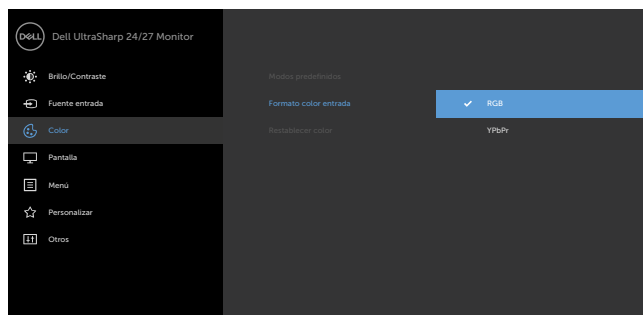 DELL Dell UltraSharp 24/27 Monitor
Brillo/Contraste
Fuente entrada
Color
Pantalla
Menú
Personalizar
Otros
Modos predefinidos
Formato color entrada
Restablecer color
RGB
YPbPr